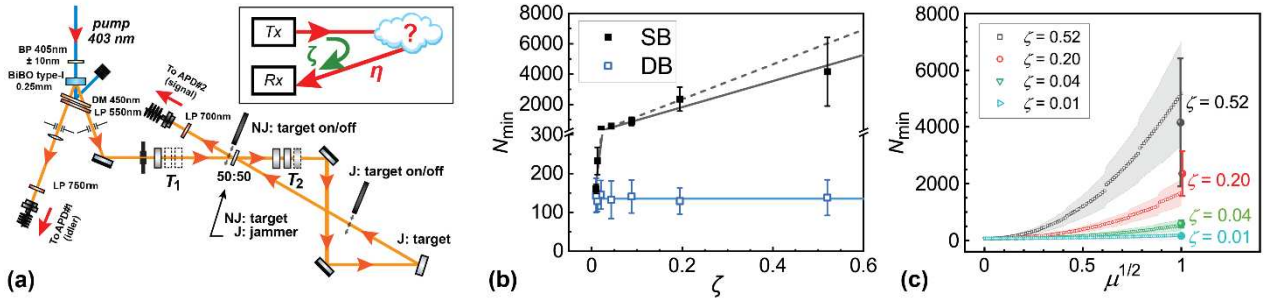 pump
403 nm
BP 405nm
± 10nm
BiBO type-I
0.25mm
DM 450nm
LP 550nm
To APD#2
(signal)
LP 700nm
NJ: target on/off
T1
50:50
T2
J: target on/off
NJ: target
J: jammer
J: target
LP 750nm
To APD#1
(idler)
Tx
Rx
ζ
η
?
(a)
8000
6000
4000
2000
300
200
100
0
Nmin
SB
DB
0.0
0.2
0.4
0.6
ζ
(b)
8000
6000
4000
2000
0
Nmin
ζ = 0.52
ζ = 0.20
ζ = 0.04
ζ = 0.01
ζ = 0.52
ζ = 0.20
ζ = 0.04
ζ = 0.01
0
0.5
1
μ1/2
(c)